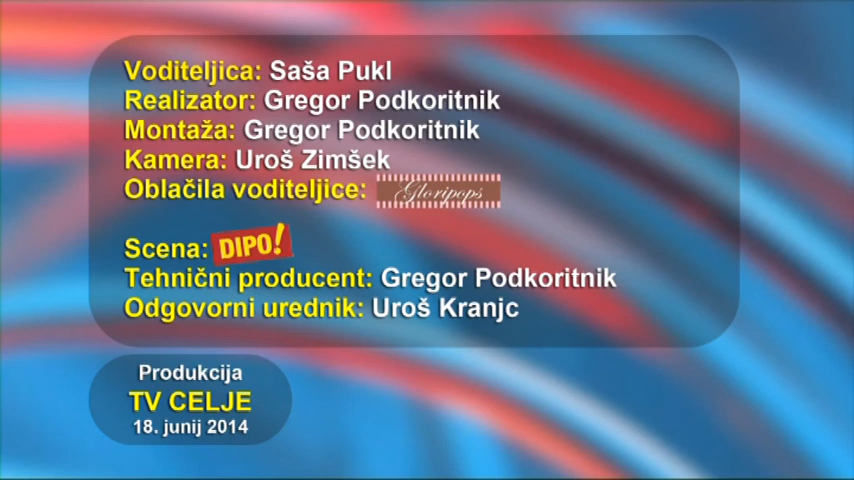 Voditeljica: Saša Pukl
Realizator: Gregor Podkoritnik
Montaža: Gregor Podkoritnik
Kamera: Uroš Zimšek
Oblačila voditeljice: Gloripops
Scena: DIPO!
Tehnični producent: Gregor Podkoritnik
Odgovorni urednik: Uroš Kranjc
Produkcija
TV CELJE
18. junij 2014